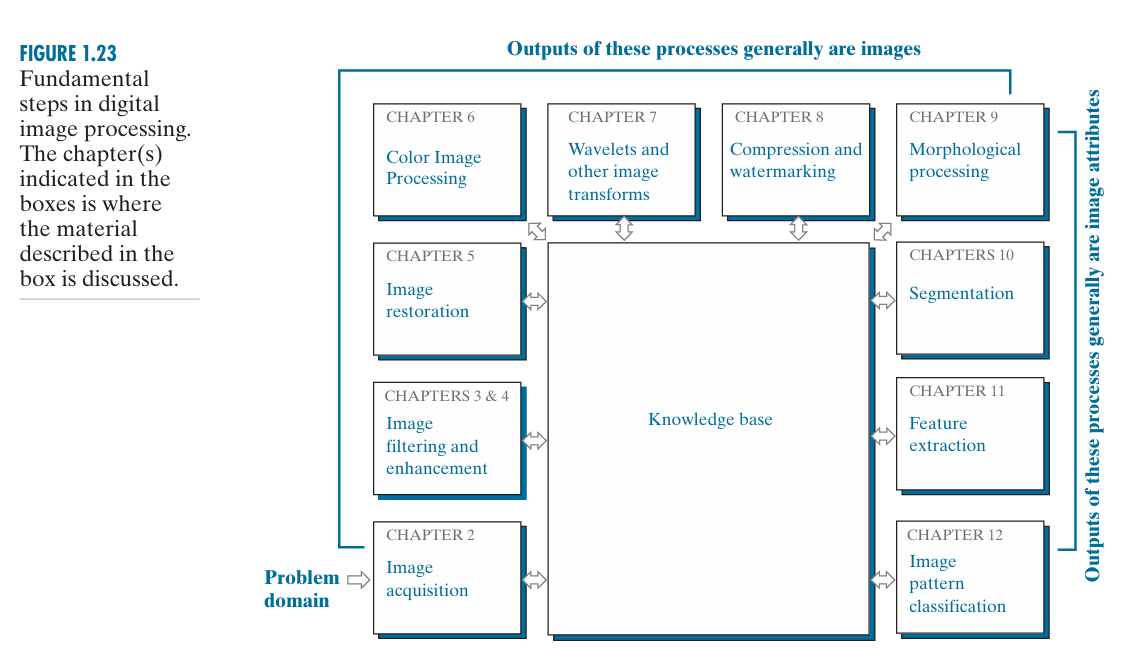 FIGURE 1.23
Fundamental
steps in digital
image processing.
The chapter(s)
indicated in the
boxes is where
the material
described in the
box is discussed.
Outputs of these processes generally are images
CHAPTER 6
Color Image
Processing
CHAPTER 7
Wavelets and
other image
transforms
CHAPTER 8
Compression and
watermarking
CHAPTER 9
Morphological
processing
CHAPTER 5
Image
restoration
CHAPTERS 3 & 4
Image
filtering and
enhancement
CHAPTER 2
Image
acquisition
Problem
domain
Knowledge base
CHAPTERS 10
Segmentation
CHAPTER 11
Feature
extraction
CHAPTER 12
Image
pattern
classification
Outputs of these processes generally are image attributes